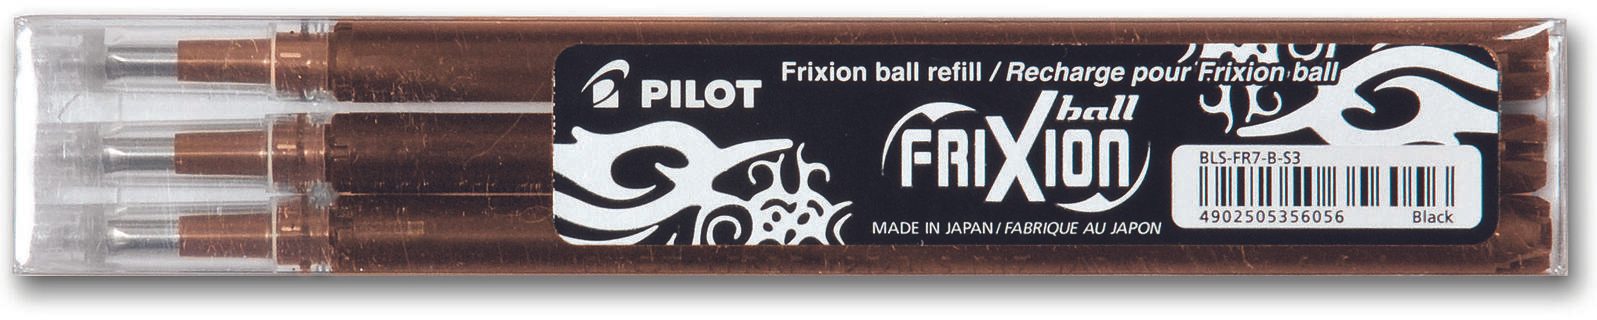 PILOT
Frixion ball refill / Recharge pour Frixion ball
ball
FRIXION
MADE IN JAPAN / FABRIQUE AU JAPON
BLS-FR7-B-S3
4902505356056 Black